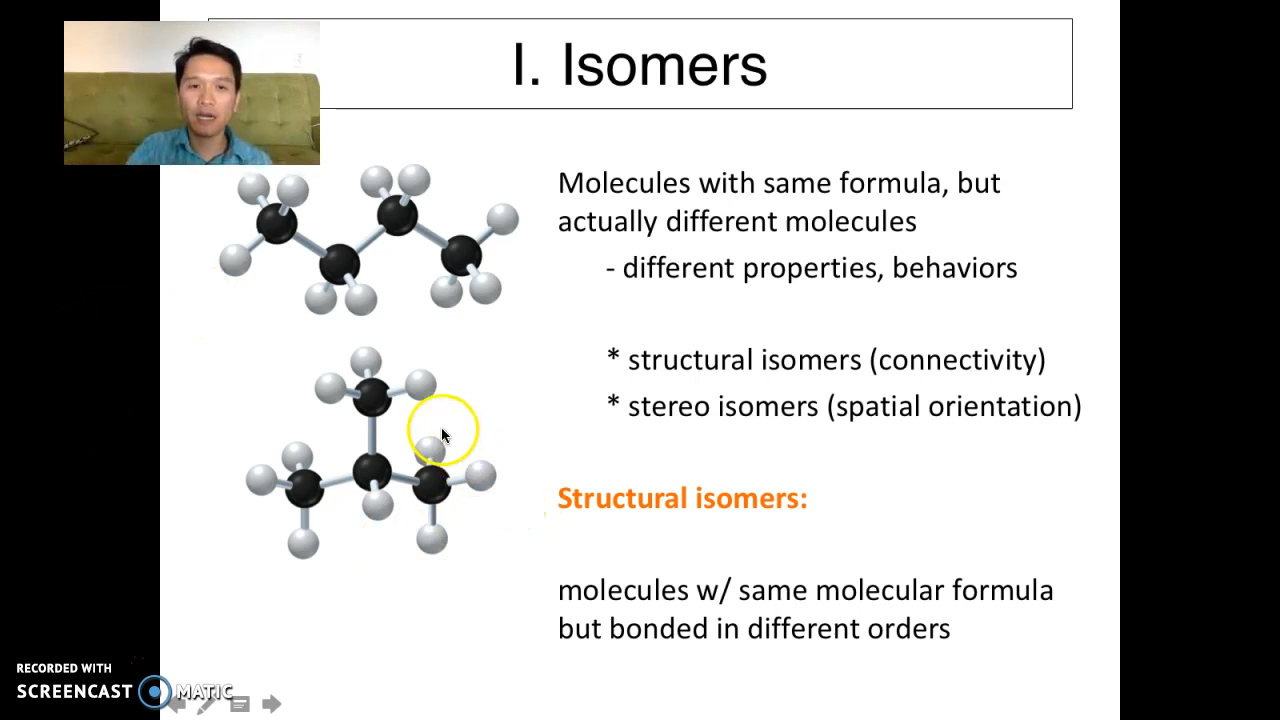 I. Isomers
Molecules with same formula, but
actually different molecules
- different properties, behaviors
* structural isomers (connectivity)
* stereo isomers (spatial orientation)
Structural isomers:
molecules w/ same molecular formula
but bonded in different orders
RECORDED WITH
SCREENCAST MATIC